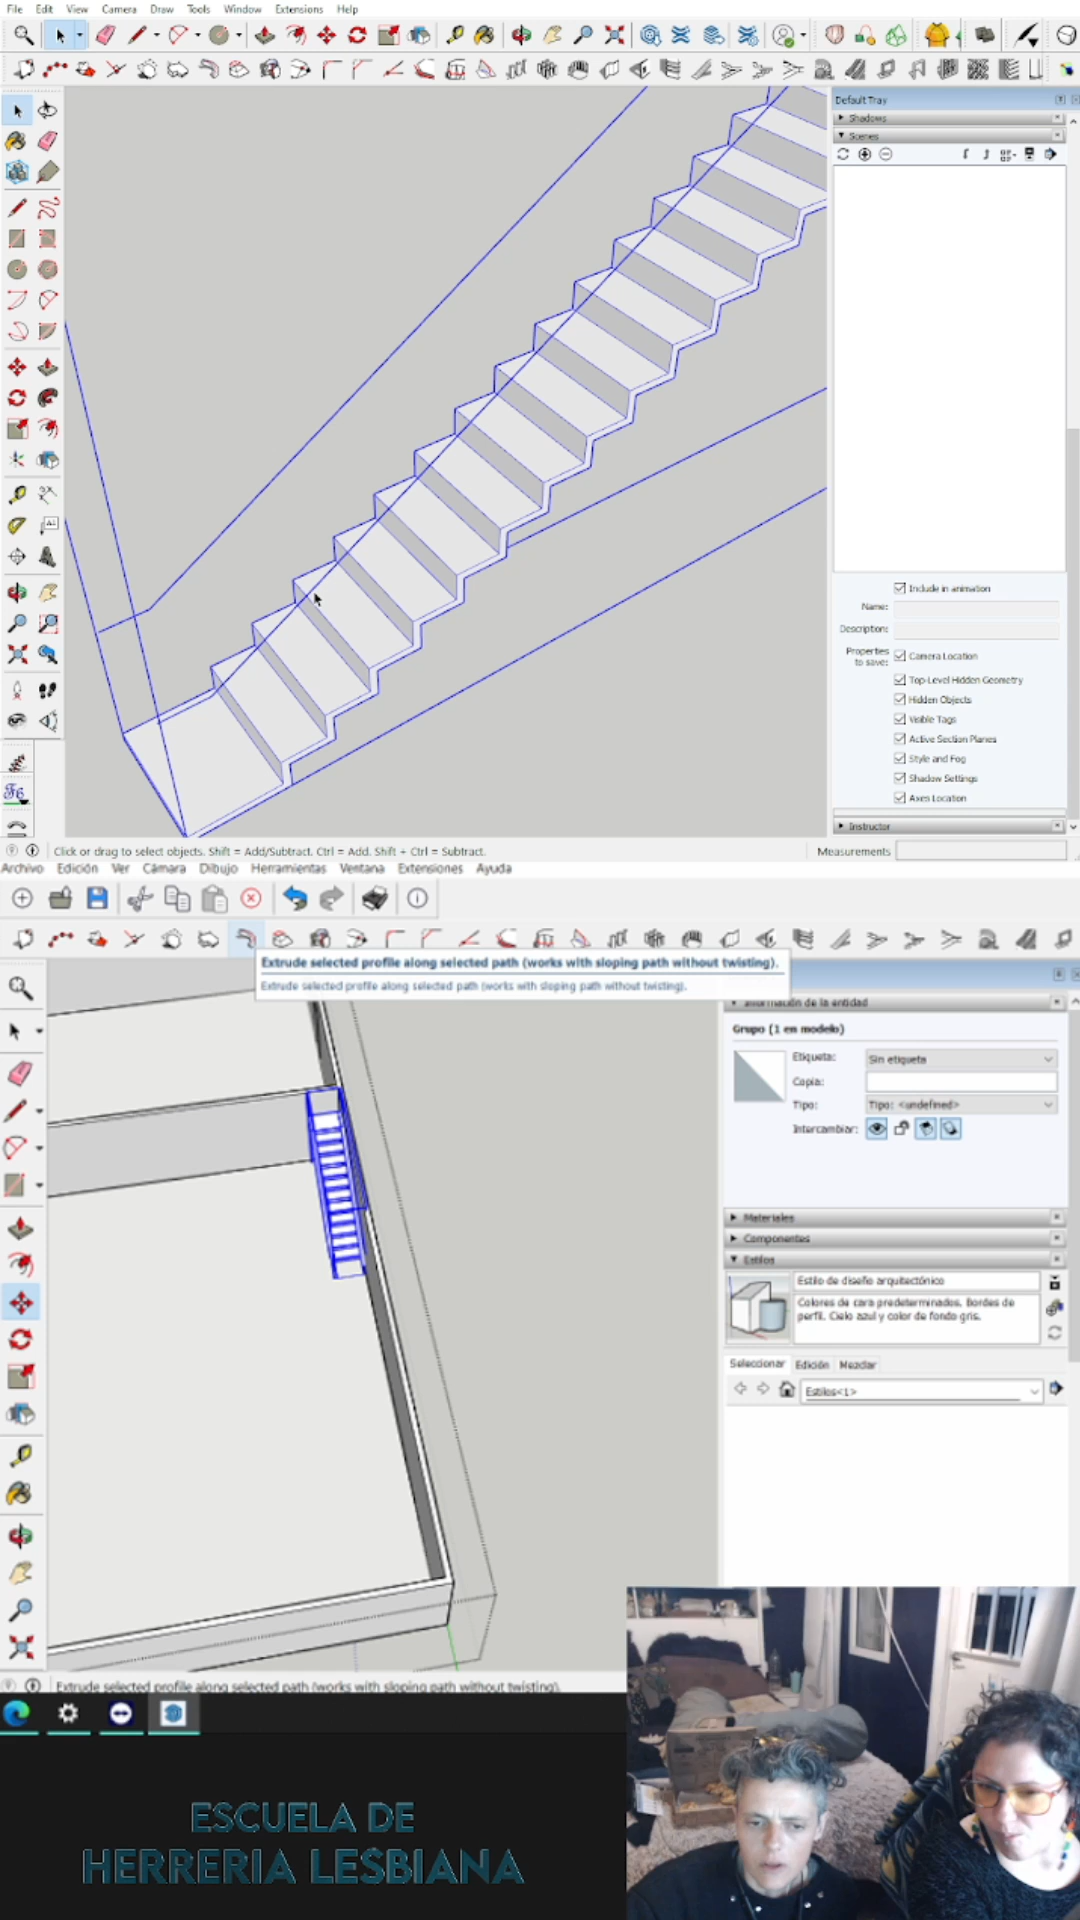 File Edit View Camera Draw Tools Window Extensions Help
Default Tray
Shadows
Scenes
Include in animation
Name:
Description:
Properties to save:
Camera Location
Top-Level Hidden Geometry
Hidden Objects
Visible Tags
Active Section Planes
Style and Fog
Shadow Settings
Axes Location
Instructor
Click or drag to select objects. Shift = Add/Subtract. Ctrl = Add. Shift + Ctrl = Subtract.
Measurements
Archivo Edición Ver Cámara Dibujo Herramientas Ventana Extensiones Ayuda
Extrude selected profile along selected path (works with sloping path without twisting).
Extrude selected profile along selected path (works with sloping path without twisting).
Información de la entidad
Grupo (1 en modelo)
Etiqueta: Sin etiqueta
Copia:
Tipo: Tipo: <undefined>
Intercambiar:
Materiales
Componentes
Estilos
Estilo de diseño arquitectónico
Colores de cara predeterminados. Bordes de
perfil. Cielo azul y color de fondo gris.
Seleccionar Edición Mezclar
Estilos<1>
Extrude selected profile along selected path (works with sloping path without twisting).
ESCUELA DE
HERRERIA LESBIANA